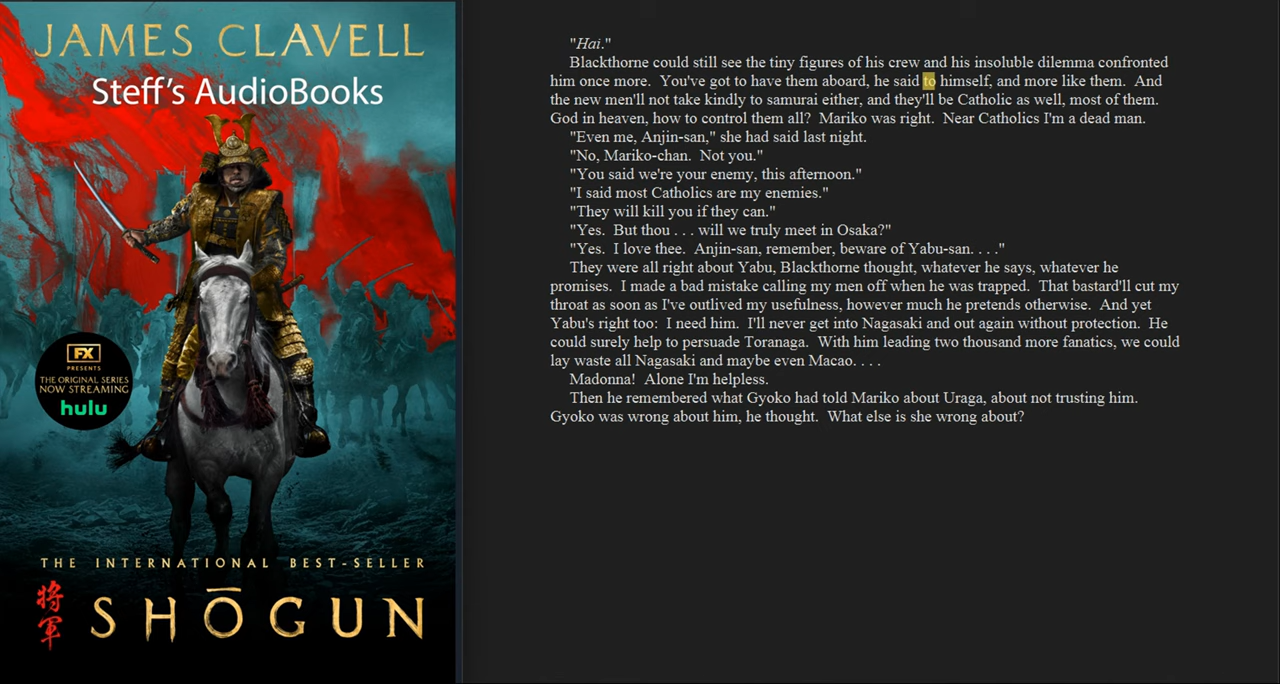 JAMES CLAVELL
Steff's AudioBooks
FX
PRESENTS
THE ORIGINAL SERIES
NOW STREAMING
hulu
THE INTERNATIONAL BEST-SELLER
将軍
SHŌGUN
"Hai."
Blackthorne could still see the tiny figures of his crew and his insoluble dilemma confronted
him once more.  You've got to have them aboard, he said to himself, and more like them.  And
the new men'll not take kindly to samurai either, and they'll be Catholic as well, most of them.
God in heaven, how to control them all?  Mariko was right.  Near Catholics I'm a dead man.
"Even me, Anjin-san," she had said last night.
"No, Mariko-chan.  Not you."
"You said we're your enemy, this afternoon."
"I said most Catholics are my enemies."
"They will kill you if they can."
"Yes.  But thou . . . will we truly meet in Osaka?"
"Yes.  I love thee.  Anjin-san, remember, beware of Yabu-san. . . ."
They were all right about Yabu, Blackthorne thought, whatever he says, whatever he
promises.  I made a bad mistake calling my men off when he was trapped.  That bastard'll cut my
throat as soon as I've outlived my usefulness, however much he pretends otherwise.  And yet
Yabu's right too:  I need him.  I'll never get into Nagasaki and out again without protection.  He
could surely help to persuade Toranaga.  With him leading two thousand more fanatics, we could
lay waste all Nagasaki and maybe even Macao. . . .
Madonna!  Alone I'm helpless.
Then he remembered what Gyoko had told Mariko about Uraga, about not trusting him.
Gyoko was wrong about him, he thought.  What else is she wrong about?